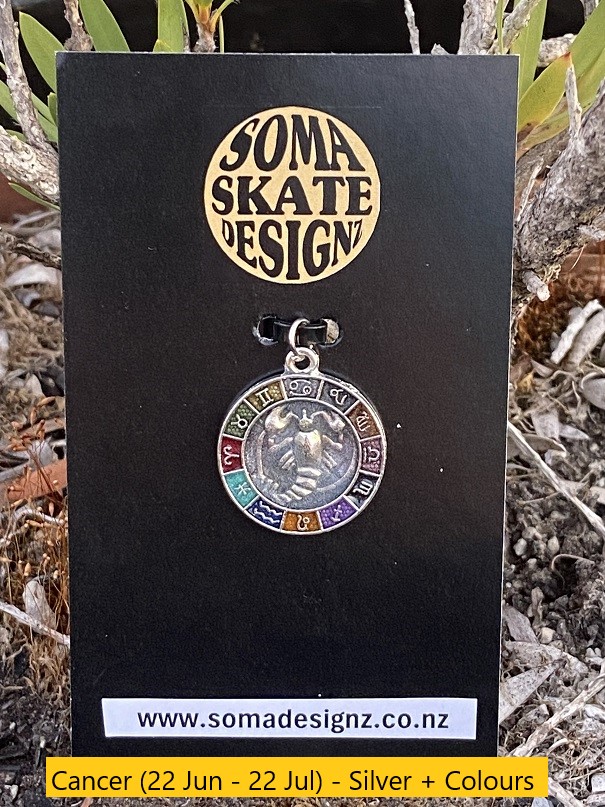 SOMA
SKATE
DESIGNZ
www.somadesignz.co.nz
Cancer (22 Jun - 22 Jul) - Silver + Colours